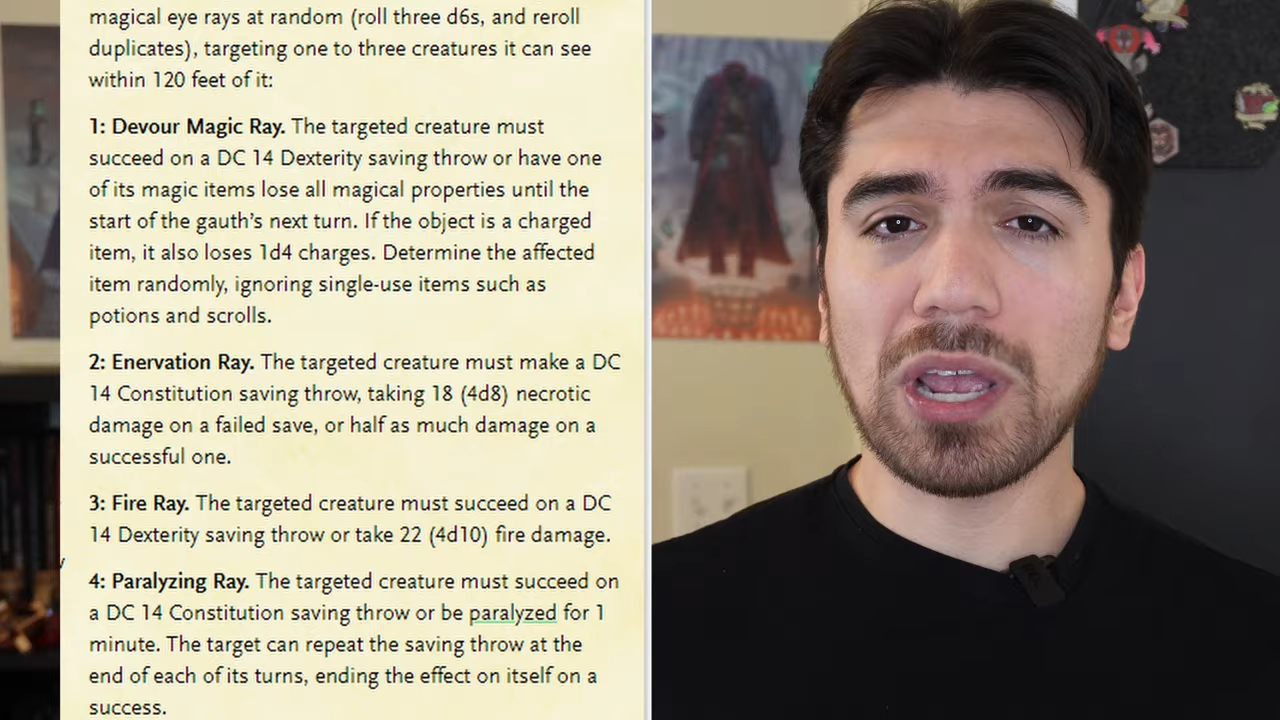 magical eye rays at random (roll three d6s, and reroll
duplicates), targeting one to three creatures it can see
within 120 feet of it:
1: Devour Magic Ray. The targeted creature must
succeed on a DC 14 Dexterity saving throw or have one
of its magic items lose all magical properties until the
start of the gauth's next turn. If the object is a charged
item, it also loses 1d4 charges. Determine the affected
item randomly, ignoring single-use items such as
potions and scrolls.
2: Enervation Ray. The targeted creature must make a DC
14 Constitution saving throw, taking 18 (4d8) necrotic
damage on a failed save, or half as much damage on a
successful one.
3: Fire Ray. The targeted creature must succeed on a DC
14 Dexterity saving throw or take 22 (4d10) fire damage.
4: Paralyzing Ray. The targeted creature must succeed on
a DC 14 Constitution saving throw or be paralyzed for 1
minute. The target can repeat the saving throw at the
end of each of its turns, ending the effect on itself on a
success.